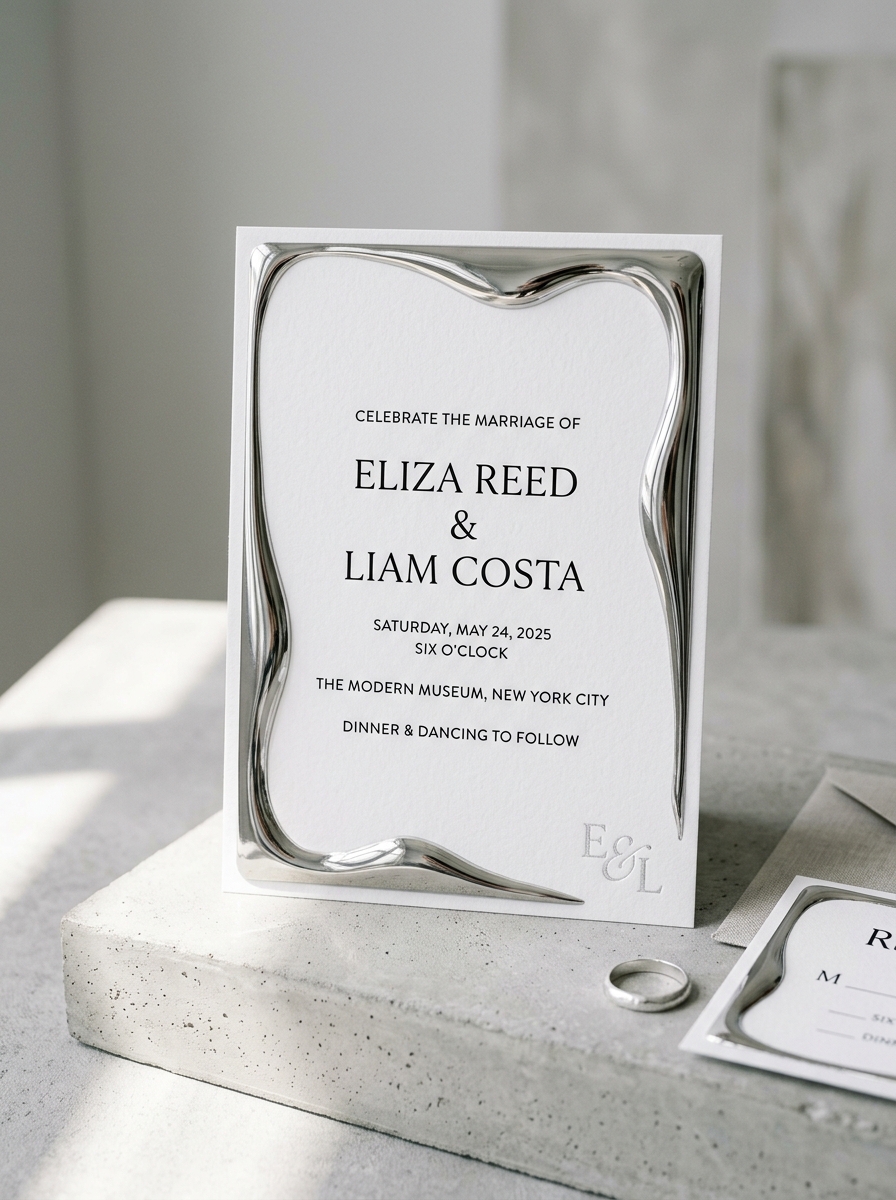 CELEBRATE THE MARRIAGE OF
ELIZA REED
&
LIAM COSTA
SATURDAY, MAY 24, 2025
SIX O'CLOCK
THE MODERN MUSEUM, NEW YORK CITY
DINNER & DANCING TO FOLLOW
E&L
M